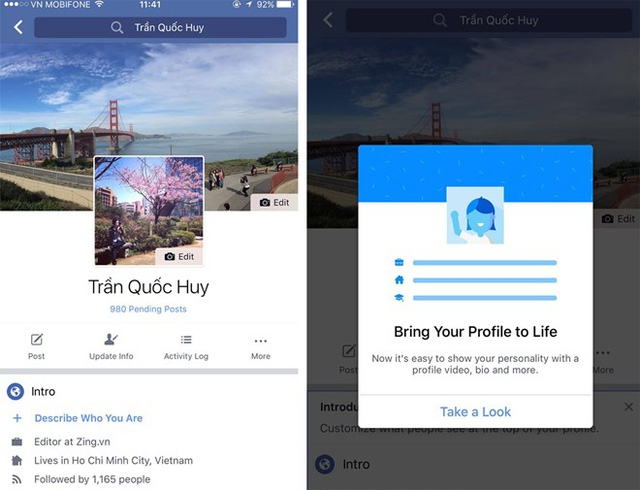 VN MOBIFONE
11:41
92%
Trần Quốc Huy
Edit
Edit
Trần Quốc Huy
980 Pending Posts
Post
Update Info
Activity Log
More
Intro
Describe Who You Are
Editor at Zing.vn
Lives in Ho Chi Minh City, Vietnam
Followed by 1,165 people
Trần Quốc Huy
Edit
Bring Your Profile to Life
Now it's easy to show your personality with a
profile video, bio and more.
Take a Look
Post
More
Customize what people see at the top of your profile.
Intro